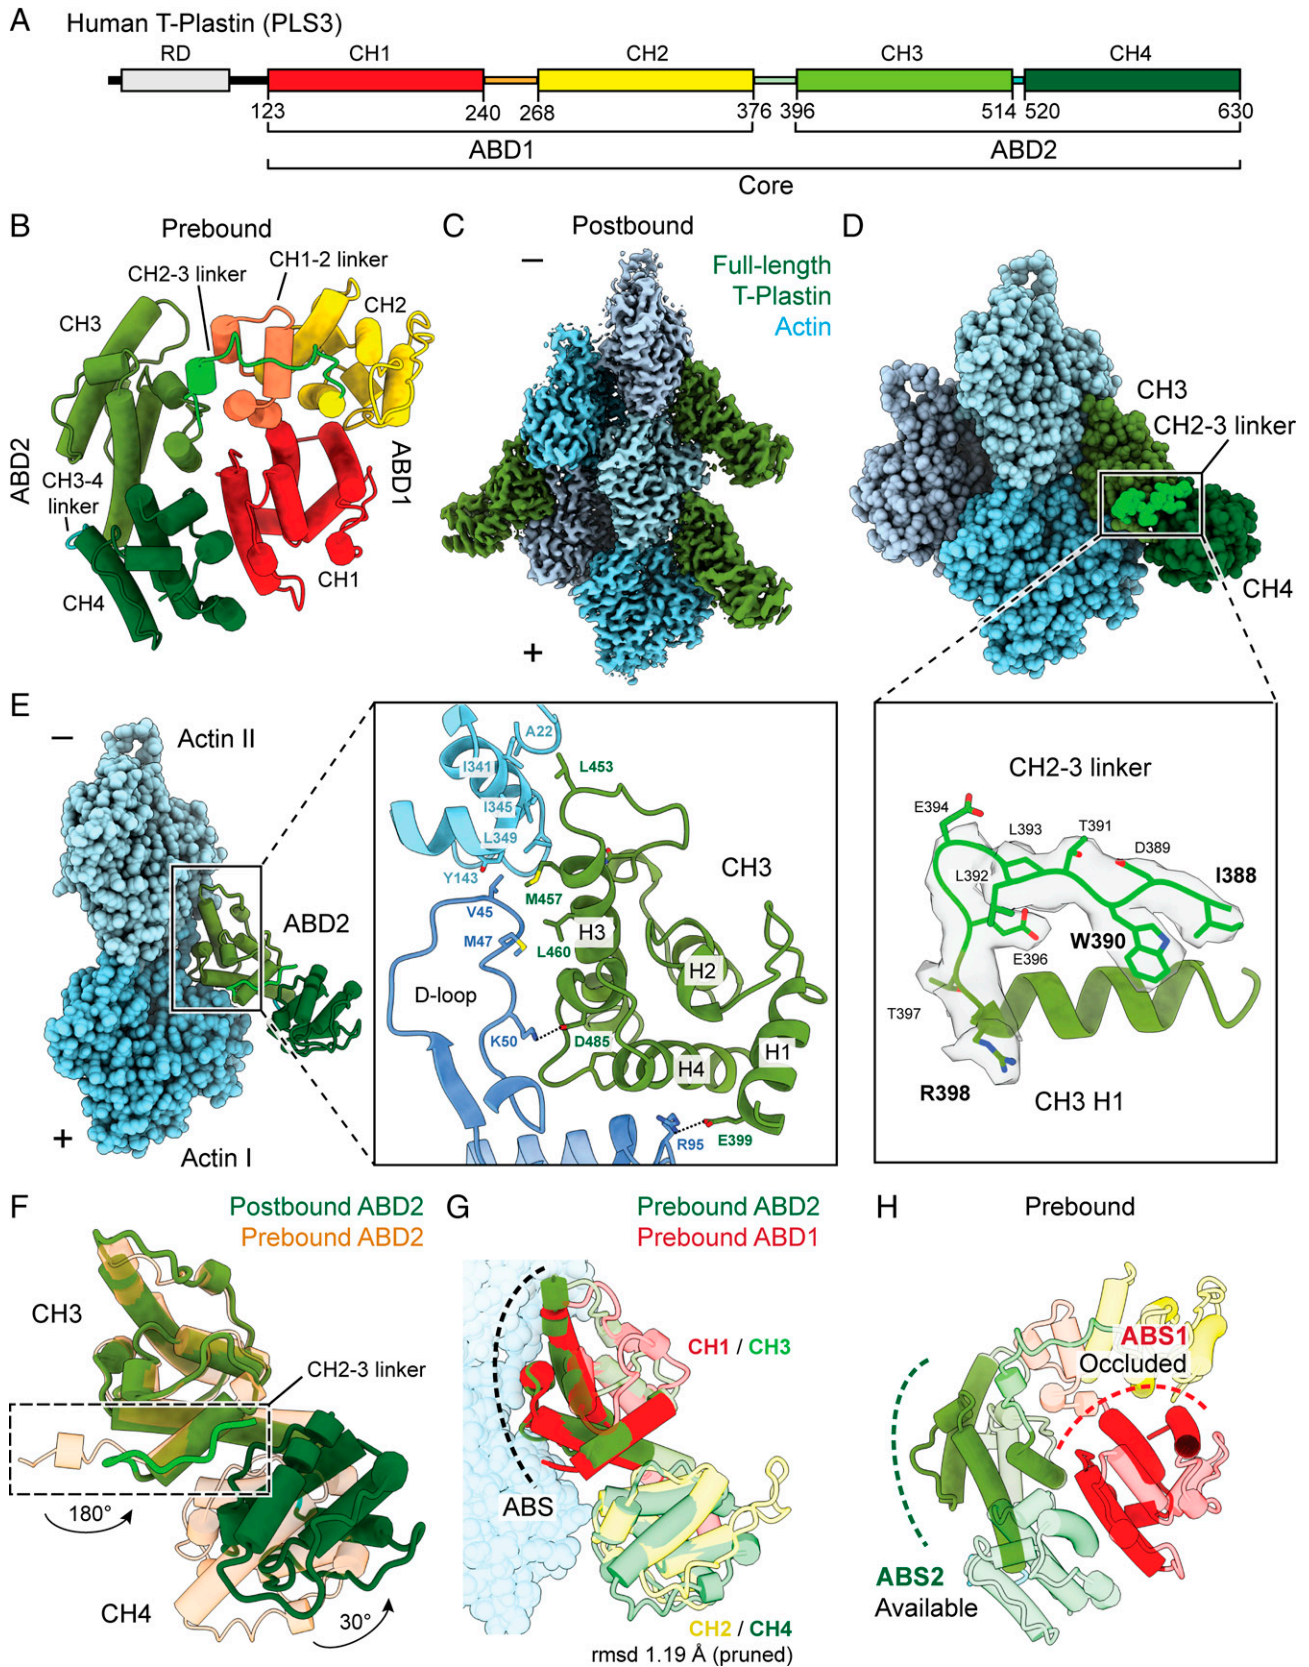 A
Human T-Plastin (PLS3)
RD
CH1
CH2
CH3
CH4
123
240
268
376
396
514
520
630
ABD1
ABD2
Core
B
Prebound
CH2-3 linker
CH1-2 linker
CH3
CH2
ABD2
ABD1
CH3-4
linker
CH4
CH1
C
Postbound
−
Full-length
T-Plastin
Actin
+
D
CH3
CH2-3 linker
CH4
CH2-3 linker
E394
L393
T391
D389
I388
L392
W390
E396
T397
R398
CH3 H1
E
−
Actin II
ABD2
+
Actin I
A22
I341
L453
I345
L349
CH3
Y143
M457
V45
H3
M47
L460
H2
D-loop
K50
D485
H1
H4
R95
E399
F
Postbound ABD2
Prebound ABD2
CH3
CH2-3 linker
180°
CH4
30°
G
Prebound ABD2
Prebound ABD1
CH1 / CH3
ABS
CH2 / CH4
rmsd 1.19 Å (pruned)
H
Prebound
ABS1
Occluded
ABS2
Available